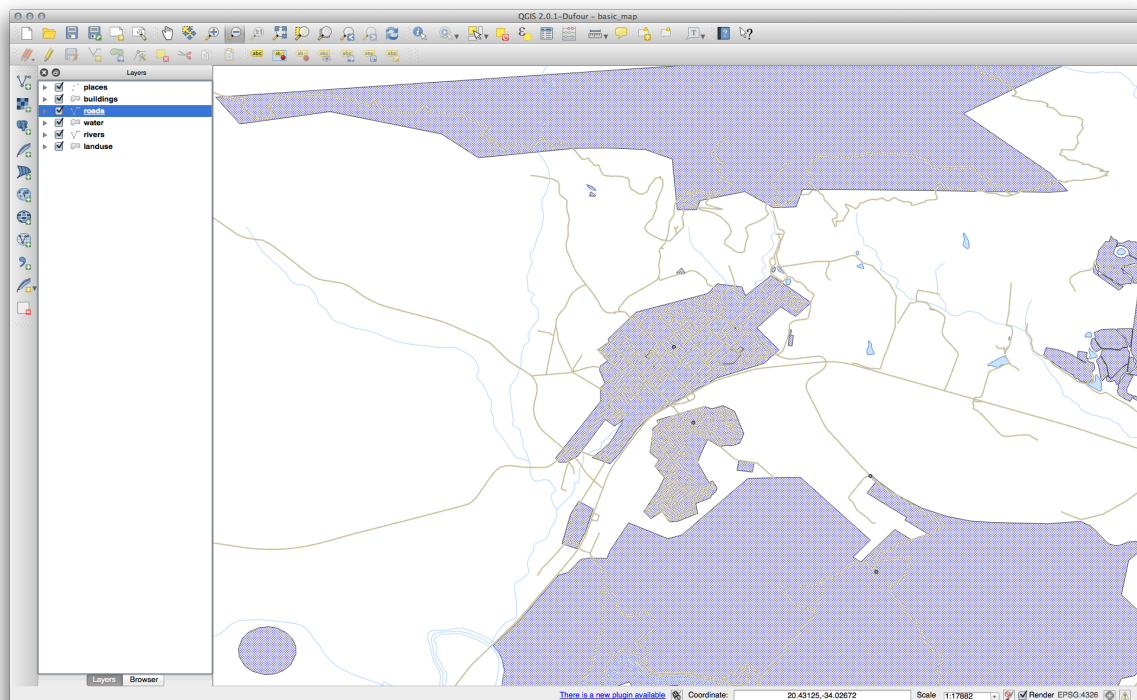 QGIS 2.0.1-Dufour - basic_map
Layers
places
buildings
roads
water
rivers
landuse
Layers Browser
There is a new plugin available Coordinate: 20.43125,-34.02672 Scale 1:17882 Render EPSG:4326